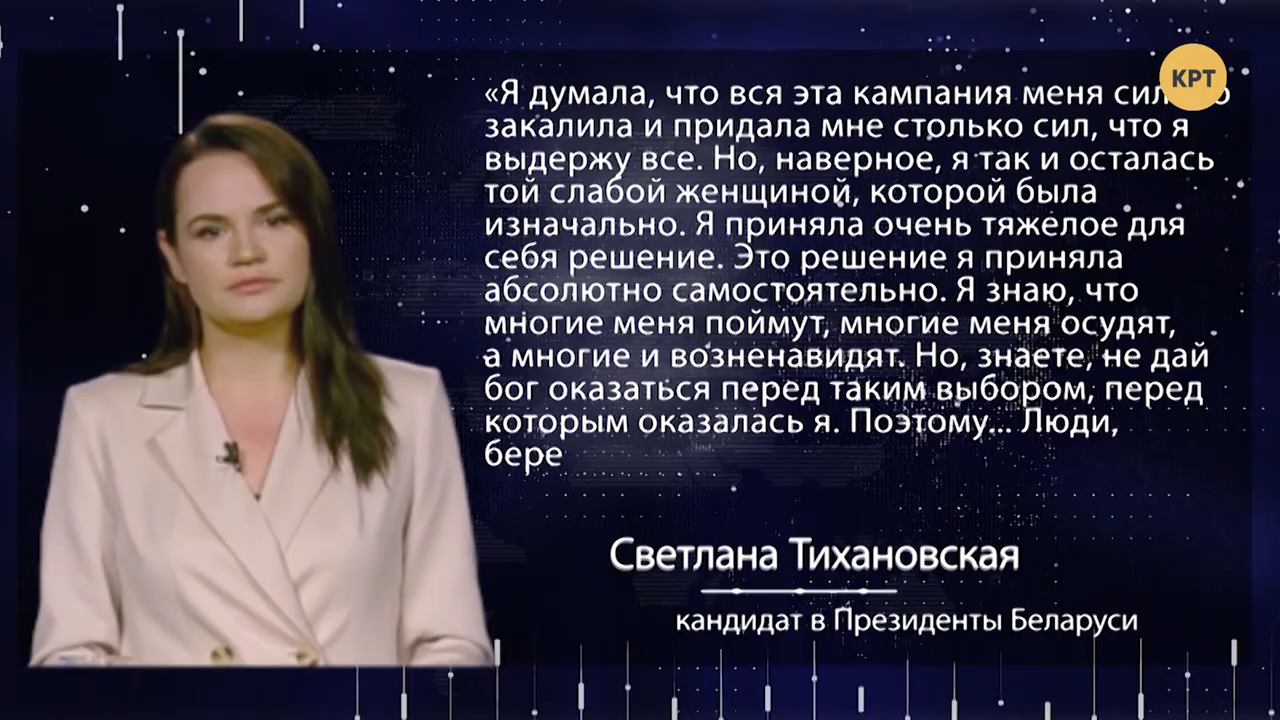 КРТ
«Я думала, что вся эта кампания меня
закалила и придала мне столько сил, что я
выдержу все. Но, наверное, я так и осталась
той слабой женщиной, которой была
изначально. Я приняла очень тяжелое для
себя решение. Это решение я приняла
абсолютно самостоятельно. Я знаю, что
многие меня поймут, многие меня осудят,
а многие и возненавидят. Но, знаете, не дай
бог оказаться перед таким выбором, перед
которым оказалась я. Поэтому... Люди,
бере
Светлана Тихановская
кандидат в Президенты Беларуси